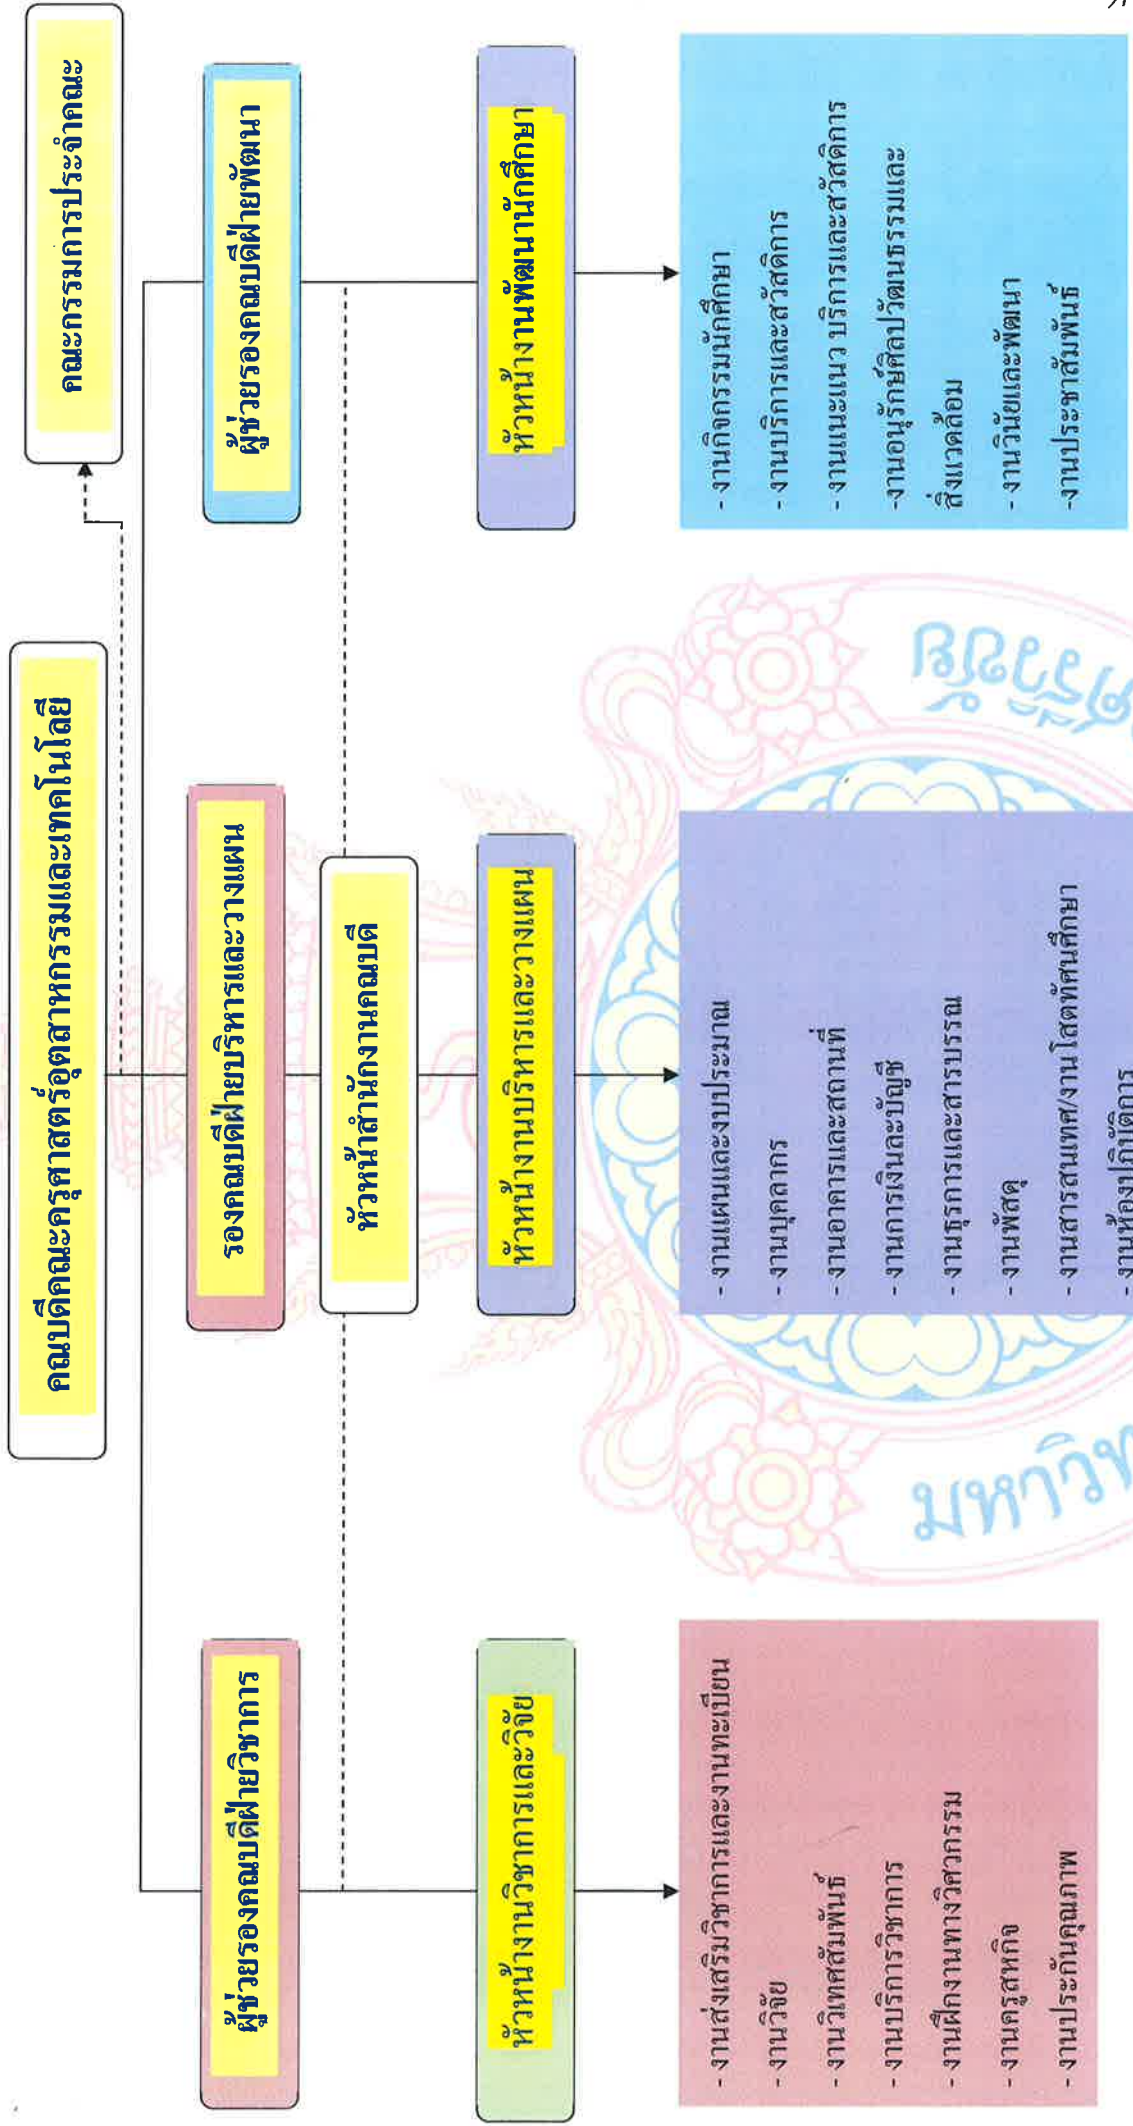 คณบดีคณะครุศาสตร์อุตสาหกรรมและเทคโนโลยี
คณะกรรมการประจำคณะ
ผู้ช่วยรองคณบดีฝ่ายวิชาการ
รองคณบดีฝ่ายบริหารและวางแผน
ผู้ช่วยรองคณบดีฝ่ายพัฒนา
หัวหน้าสำนักงานคณบดี
หัวหน้างานวิชาการและวิจัย
หัวหน้างานบริหารและวางแผน
หัวหน้างานพัฒนานักศึกษา
- งานส่งเสริมวิชาการและงานทะเบียน
- งานวิจัย
- งานวิเทศสัมพันธ์
- งานบริการวิชาการ
- งานฝึกงานทางวิศวกรรม
- งานครูสหกิจ
- งานประกันคุณภาพ
- งานแผนและงบประมาณ
- งานบุคลากร
- งานอาคารและสถานที่
- งานการเงินละบัญชี
- งานธุรการและสารบรรณ
- งานพัสดุ
- งานสารสนเทศ/งานโสตทัศนศึกษา
- งานห้องปฏิบัติการ
- งานกิจกรรมนักศึกษา
- งานบริการและสวัสดิการ
- งานแนะแนว บริการและสวัสดิการ
-งานอนุรักษ์ศิลปวัฒนธรรมและ
สิ่งแวดล้อม
- งานวินัยและพัฒนา
-งานประชาสัมพันธ์
มหาวิท
ศรีวิชัย